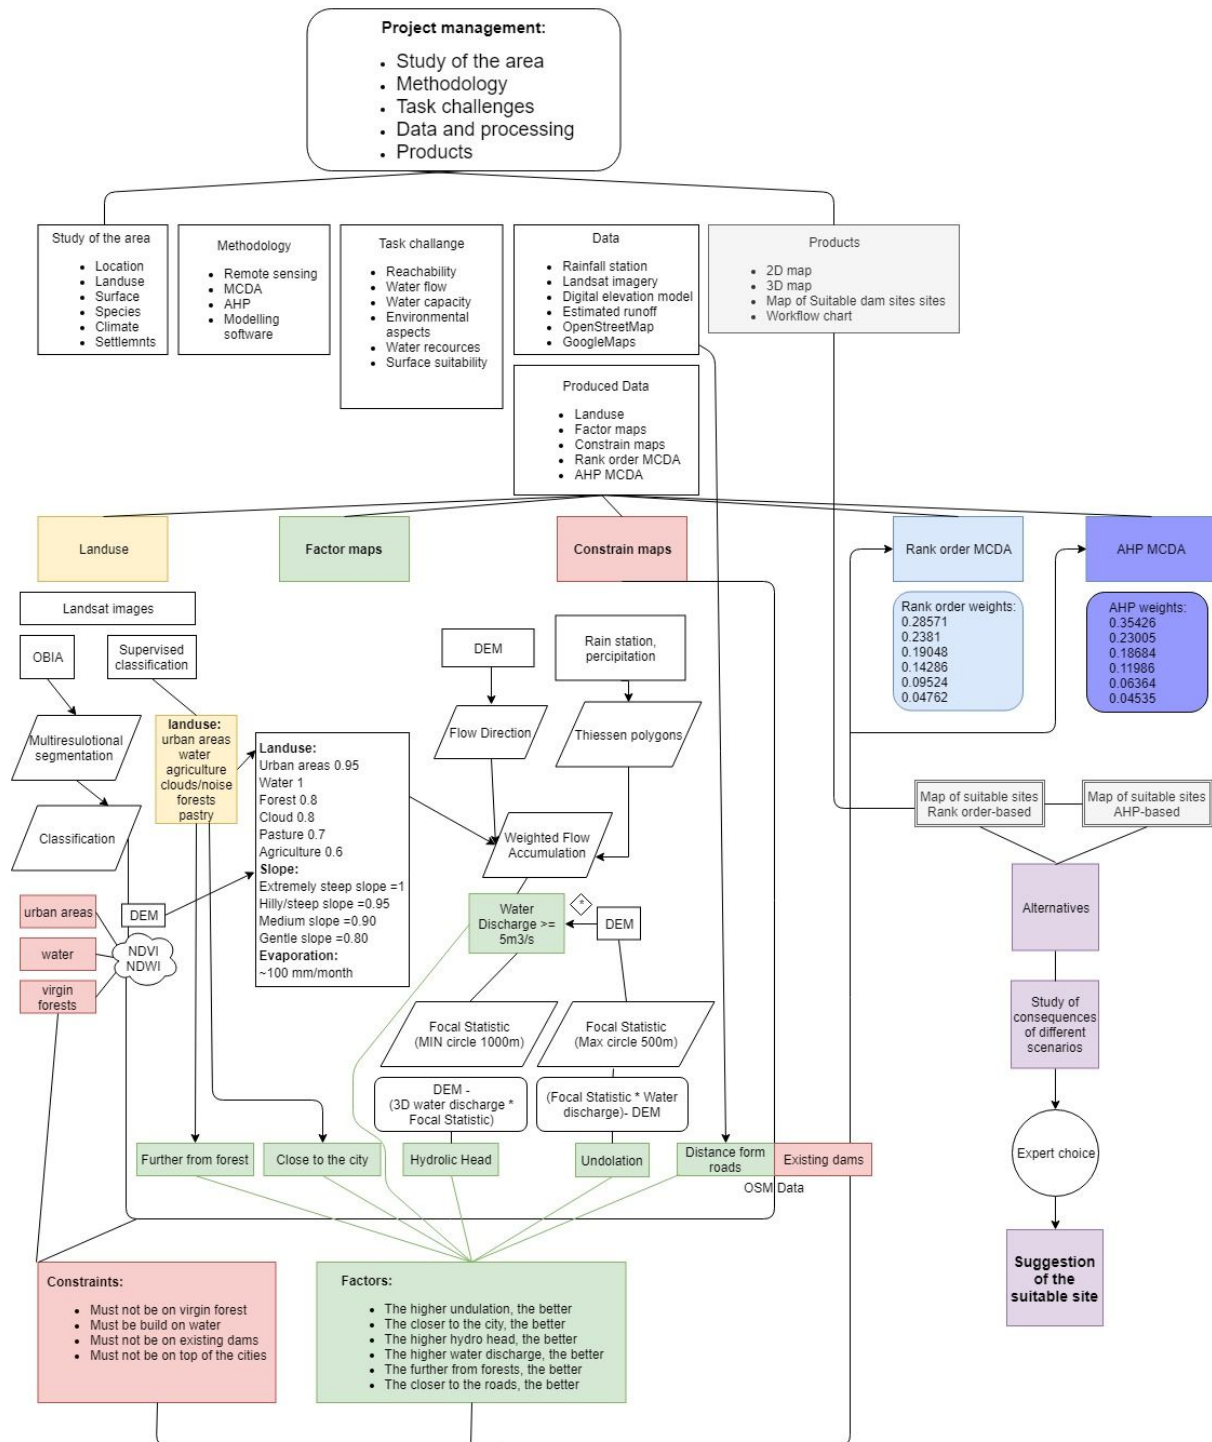 Project management:
• Study of the area
• Methodology
• Task challenges
• Data and processing
• Products
Study of the area
• Location
• Landuse
• Surface
• Species
• Climate
• Settlemnts
Methodology
• Remote sensing
• MCDA
• AHP
• Modelling
software
Task challange
• Reachability
• Water flow
• Water capacity
• Environmental
aspects
• Water recources
• Surface suitability
Data
• Rainfall station
• Landsat imagery
• Digital elevation model
• Estimated runoff
• OpenStreetMap
• GoogleMaps
Products
• 2D map
• 3D map
• Map of Suitable dam sites sites
• Workflow chart
Produced Data
• Landuse
• Factor maps
• Constrain maps
• Rank order MCDA
• AHP MCDA
Landuse
Factor maps
Constrain maps
Rank order MCDA
AHP MCDA
Landsat images
OBIA
Supervised
classification
DEM
Rain station,
percipitation
Rank order weights:
0.28571
0.2381
0.19048
0.14286
0.09524
0.04762
AHP weights:
0.35426
0.23005
0.18684
0.11986
0.06364
0.04535
Multiresulotional
segmentation
landuse:
urban areas
water
agriculture
clouds/noise
forests
pastry
Landuse:
Urban areas 0.95
Water 1
Forest 0.8
Cloud 0.8
Pasture 0.7
Agriculture 0.6
Slope:
Extremely steep slope =1
Hilly/steep slope =0.95
Medium slope =0.90
Gentle slope =0.80
Evaporation:
~100 mm/month
Flow Direction
Thiessen polygons
Classification
Weighted Flow
Accumulation
Map of suitable sites
Rank order-based
Map of suitable sites
AHP-based
urban areas
DEM
water
NDVI
NDWI
virgin
forests
Water
Discharge >=
5m3/s
*
DEM
Alternatives
Focal Statistic
(MIN circle 1000m)
Focal Statistic
(Max circle 500m)
Study of
consequences
of different
scenarios
DEM -
(3D water discharge *
Focal Statistic)
(Focal Statistic * Water
discharge)- DEM
Further from forest
Close to the city
Hydrolic Head
Undolation
Distance form
roads
Existing dams
OSM Data
Expert choice
Constraints:
• Must not be on virgin forest
• Must be build on water
• Must not be on existing dams
• Must not be on top of the cities
Factors:
• The higher undulation, the better
• The closer to the city, the better
• The higher hydro head, the better
• The higher water discharge, the better
• The further from forests, the better
• The closer to the roads, the better
Suggestion
of the
suitable site